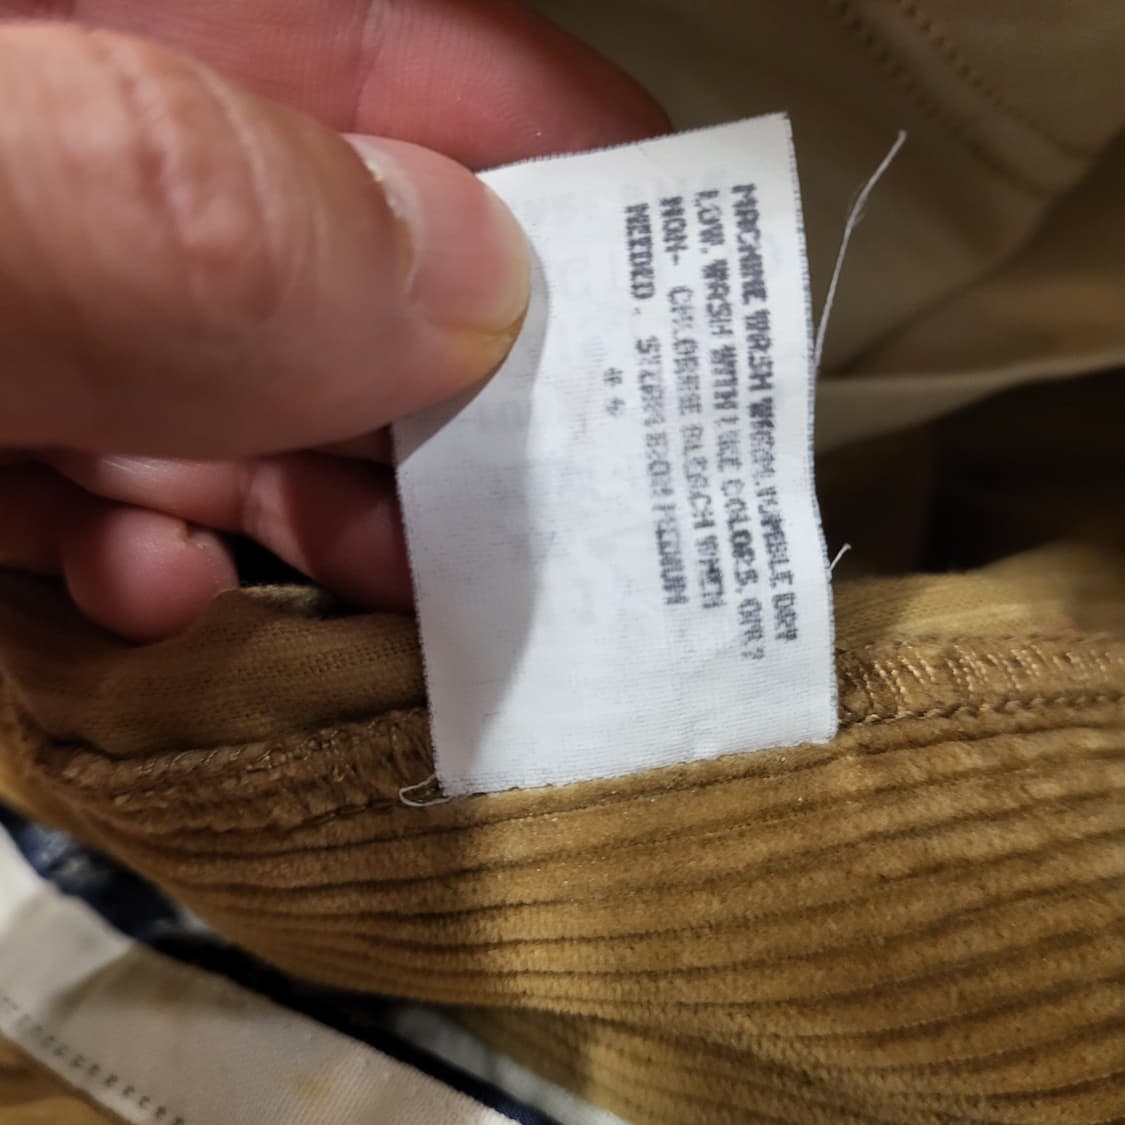 MACHINE WASH WARM. TUMBLE DRY
LOW. WASH WITH LIKE COLORS. ONLY
NON- CHLORINE BLEACH WHEN
NEEDED. STEAM IRON MEDIUM